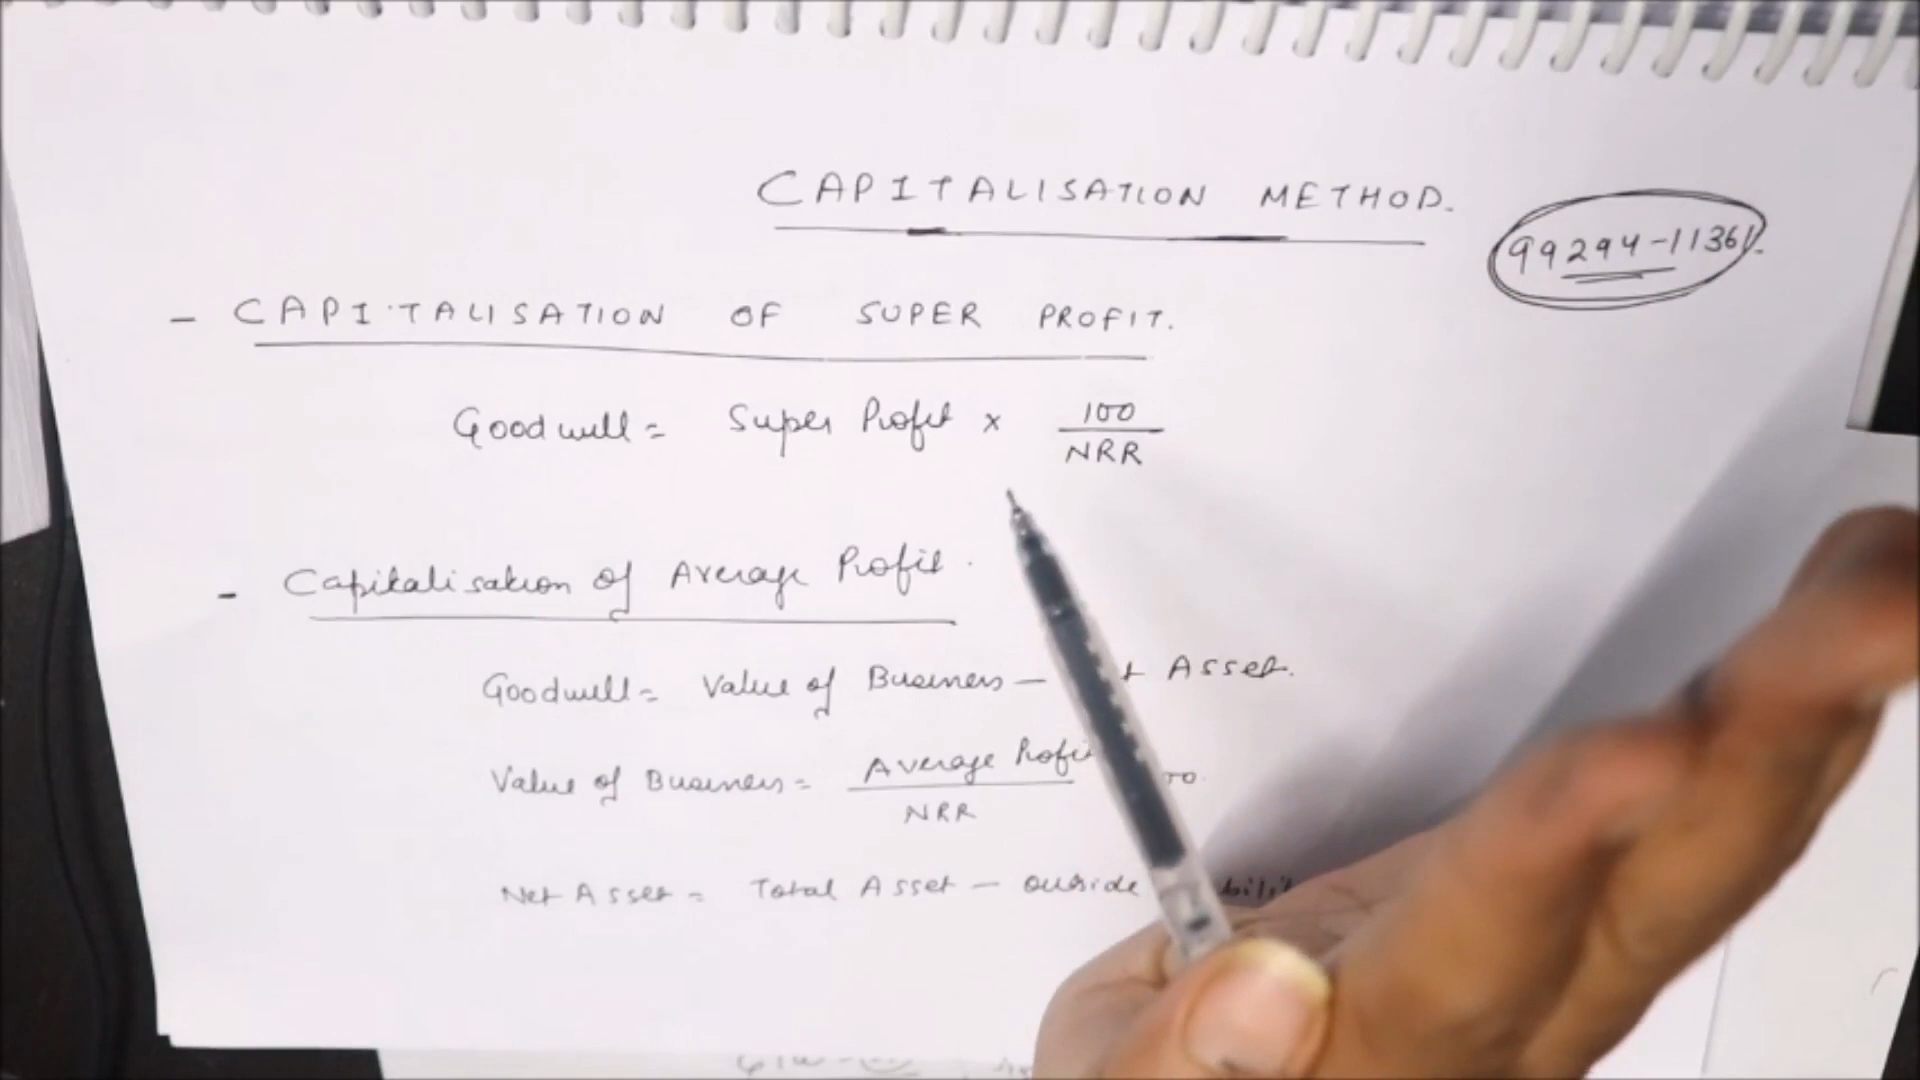 CAPITALISATION METHOD.
99294-11361.
- CAPITALISATION OF SUPER PROFIT.
Goodwill = Super Profit × 100
NRR
- Capitalisation of Average Profit.
Goodwill = Value of Business — Asset.
Value of Business = Average Profit
NRR
Net Asset = Total Asset — outside